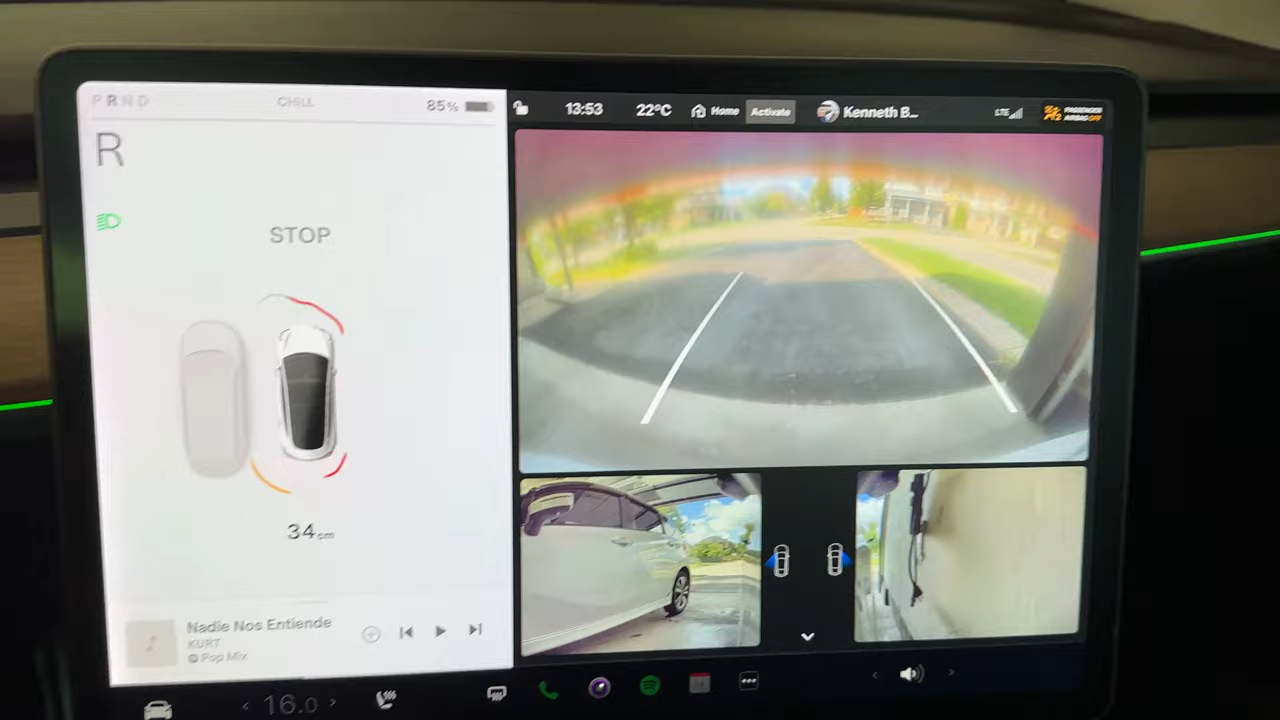 P R N D
CHILL
85%
13:53
22°C
Home
Activate
Kenneth B...
LTE
PASSENGER
AIRBAG OFF
R
STOP
34 cm
Nadie Nos Entiende
KURT
Pop Mix
16.0